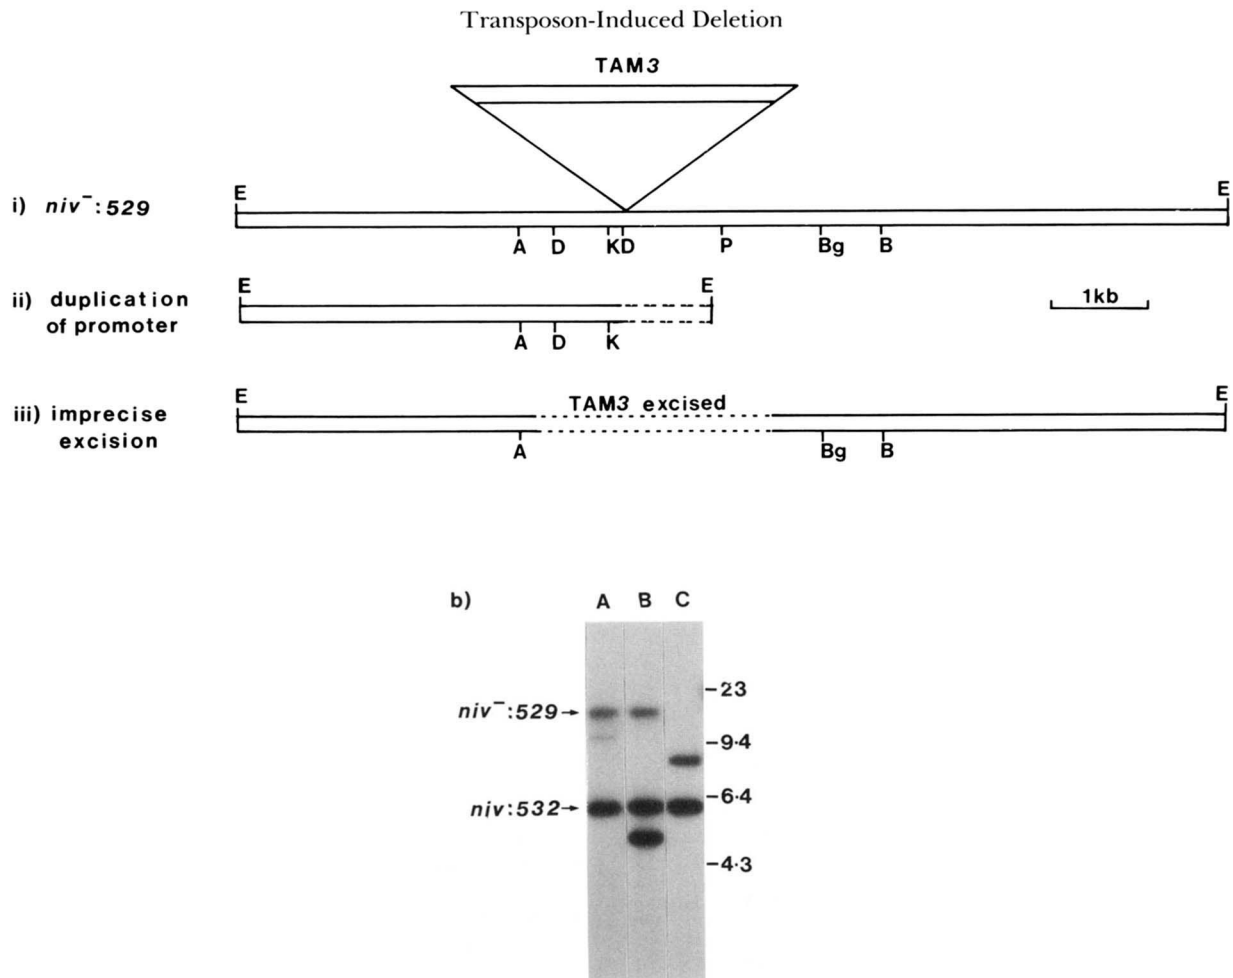 Transposon-Induced Deletion
TAM3
i) niv⁻:529
E
E
A D KD P Bg B
ii) duplication
of promoter
E
E
A D K
1kb
iii) imprecise
excision
E
TAM3 excised
E
A Bg B
b) A B C
niv⁻:529→
niv:532→
-23
-9·4
-6·4
-4·3